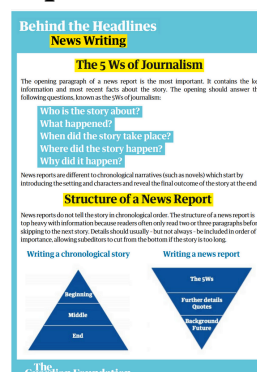 Behind the Headlines
News Writing
The 5 Ws of Journalism
The opening paragraph of a news report is the most important. It contains the
information and most recent facts about the story. The opening should answer
following questions, known as the 5Ws of journalism:
Who is the story about?
What happened?
When did the story take place?
Where did the story happen?
Why did it happen?
News reports are different to chronological narratives (such as novels) which start by
introducing the setting and characters and reveal the final outcome of the story at the end
Structure of a News Report
News reports do not tell the story in chronological order. The structure of a news report is
top heavy with information because readers often only read two or three paragraphs
skipping to the next story. Details should usually – but not always – be included in order of
importance, allowing subeditors to cut from the bottom if the story is too long.
Writing a chronological story
Writing a news report
Beginning
Middle
End
The 5Ws
Further details
Quotes
Background
Future
The